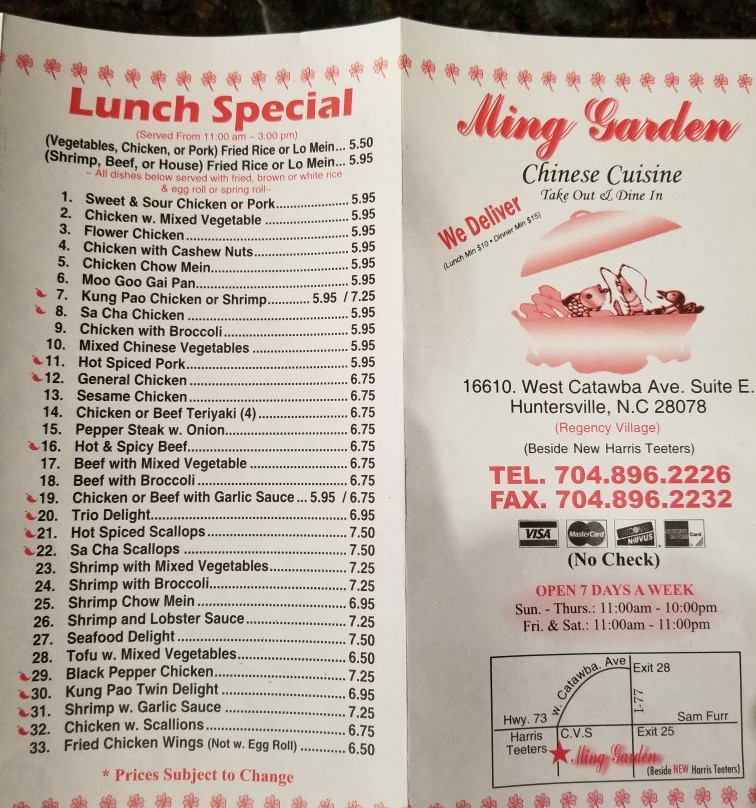 Lunch Special
(Served From 11:00 am - 3:00 pm)
(Vegetables, Chicken, or Pork) Fried Rice or Lo Mein... 5.50
(Shrimp, Beef, or House) Fried Rice or Lo Mein... 5.95
~ All dishes below served with fried, brown or white rice
& egg roll or spring roll~
1. Sweet & Sour Chicken or Pork.................. 5.95
2. Chicken w. Mixed Vegetable ..................... 5.95
3. Flower Chicken........................................ 5.95
4. Chicken with Cashew Nuts....................... 5.95
5. Chicken Chow Mein................................. 5.95
6. Moo Goo Gai Pan.................................... 5.95
7. Kung Pao Chicken or Shrimp........... 5.95 / 7.25
8. Sa Cha Chicken ...................................... 5.95
9. Chicken with Broccoli.............................. 5.95
10. Mixed Chinese Vegetables ...................... 5.95
11. Hot Spiced Pork...................................... 5.95
12. General Chicken ..................................... 6.75
13. Sesame Chicken..................................... 6.75
14. Chicken or Beef Teriyaki (4) ..................... 6.75
15. Pepper Steak w. Onion............................ 6.75
16. Hot & Spicy Beef..................................... 6.75
17. Beef with Mixed Vegetable ...................... 6.75
18. Beef with Broccoli ................................... 6.75
19. Chicken or Beef with Garlic Sauce ... 5.95 / 6.75
20. Trio Delight.............................................. 6.95
21. Hot Spiced Scallops ................................ 7.50
22. Sa Cha Scallops ..................................... 7.50
23. Shrimp with Mixed Vegetables................. 7.25
24. Shrimp with Broccoli................................ 7.25
25. Shrimp Chow Mein .................................. 6.95
26. Shrimp and Lobster Sauce....................... 7.25
27. Seafood Delight ...................................... 7.50
28. Tofu w. Mixed Vegetables........................ 6.50
29. Black Pepper Chicken............................. 7.25
30. Kung Pao Twin Delight ............................ 6.95
31. Shrimp w. Garlic Sauce ........................... 7.25
32. Chicken w. Scallions ............................... 6.75
33. Fried Chicken Wings (Not w. Egg Roll) ........... 6.50
* Prices Subject to Change
Ming Garden
Chinese Cuisine
Take Out & Dine In
We Deliver
(Lunch Min $10 • Dinner Min $15)
16610. West Catawba Ave. Suite E.
Huntersville, N.C 28078
(Regency Village)
(Beside New Harris Teeters)
TEL. 704.896.2226
FAX. 704.896.2232
VISA MasterCard NOVUS
(No Check)
OPEN 7 DAYS A WEEK
Sun. - Thurs.: 11:00am - 10:00pm
Fri. & Sat.: 11:00am - 11:00pm
w. Catawba. Ave
Exit 28
I-77
Hwy. 73
Sam Furr
Harris Teeters
C.V.S
Exit 25
Ming Garden
(Beside NEW Harris Teeters)